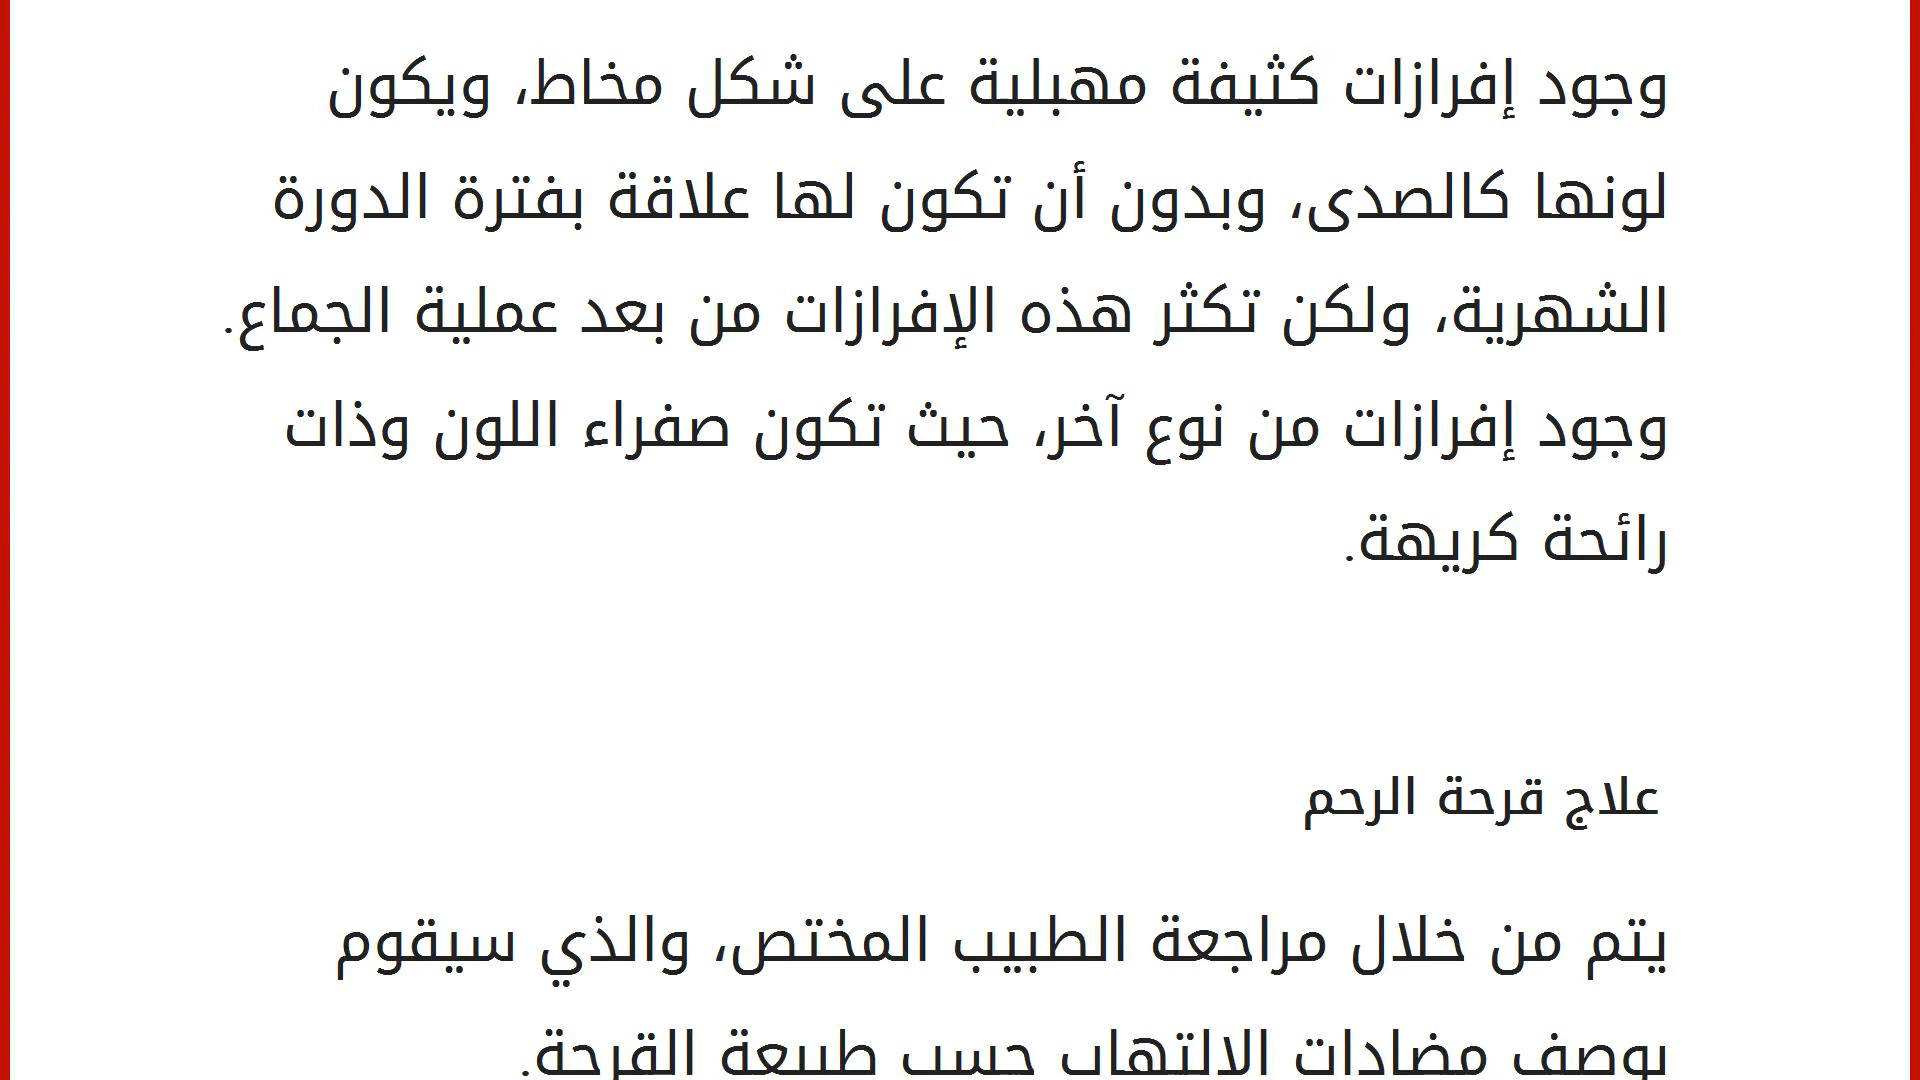 وجود إفرازات كثيفة مهبلية على شكل مخاط، ويكون
لونها كالصدى، وبدون أن تكون لها علاقة بفترة الدورة
الشهرية، ولكن تكثر هذه الإفرازات من بعد عملية الجماع.
وجود إفرازات من نوع آخر، حيث تكون صفراء اللون وذات
رائحة كريهة.
علاج قرحة الرحم
يتم من خلال مراجعة الطبيب المختص، والذي سيقوم
بوصف مضادات الالتهاب حسب طبيعة القرحة.